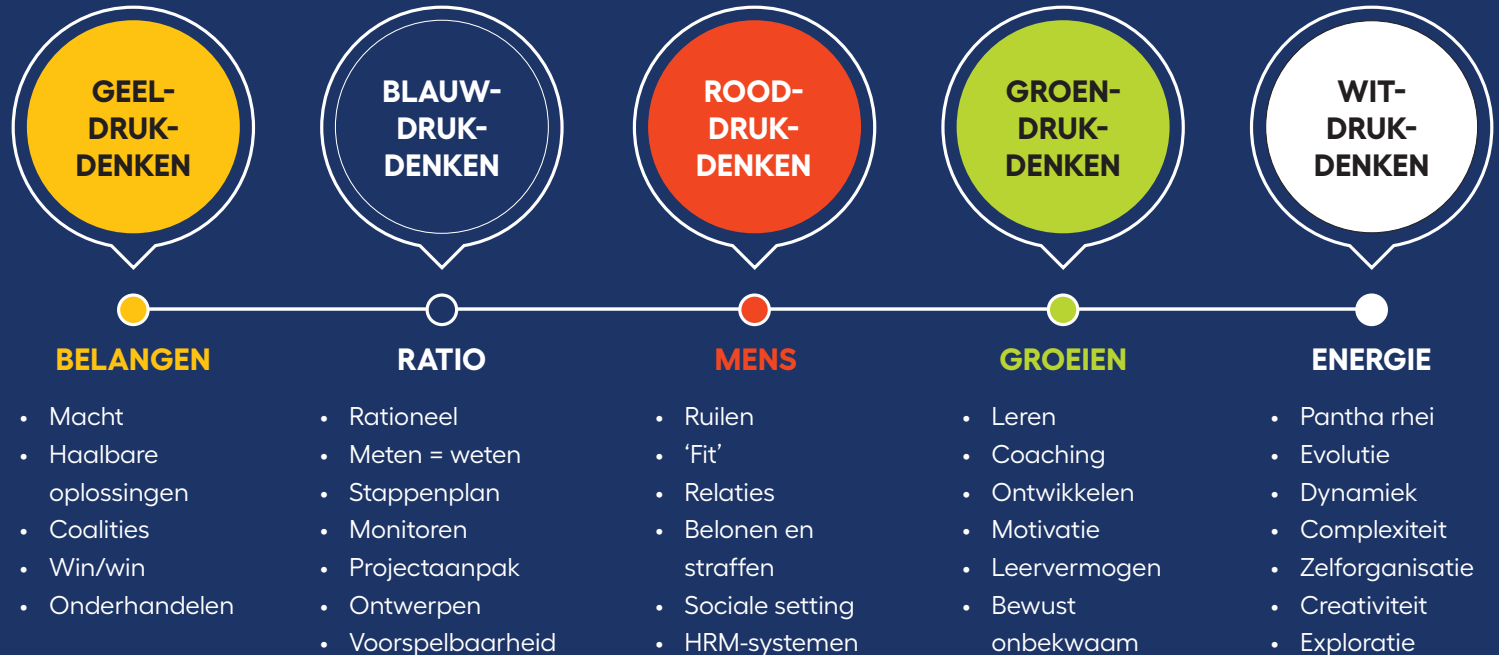 GEEL-
DRUK-
DENKEN
BELANGEN
• Macht
• Haalbare
oplossingen
• Coalities
• Win/win
• Onderhandelen
BLAUW-
DRUK-
DENKEN
RATIO
• Rationeel
• Meten = weten
• Stappenplan
• Monitoren
• Projectaanpak
• Ontwerpen
• Voorspelbaarheid
ROOD-
DRUK-
DENKEN
MENS
• Ruilen
• ‘Fit’
• Relaties
• Belonen en
straffen
• Sociale setting
• HRM-systemen
GROEN-
DRUK-
DENKEN
GROEIEN
• Leren
• Coaching
• Ontwikkelen
• Motivatie
• Leervermogen
• Bewust
onbekwaam
WIT-
DRUK-
DENKEN
ENERGIE
• Pantha rhei
• Evolutie
• Dynamiek
• Complexiteit
• Zelforganisatie
• Creativiteit
• Exploratie